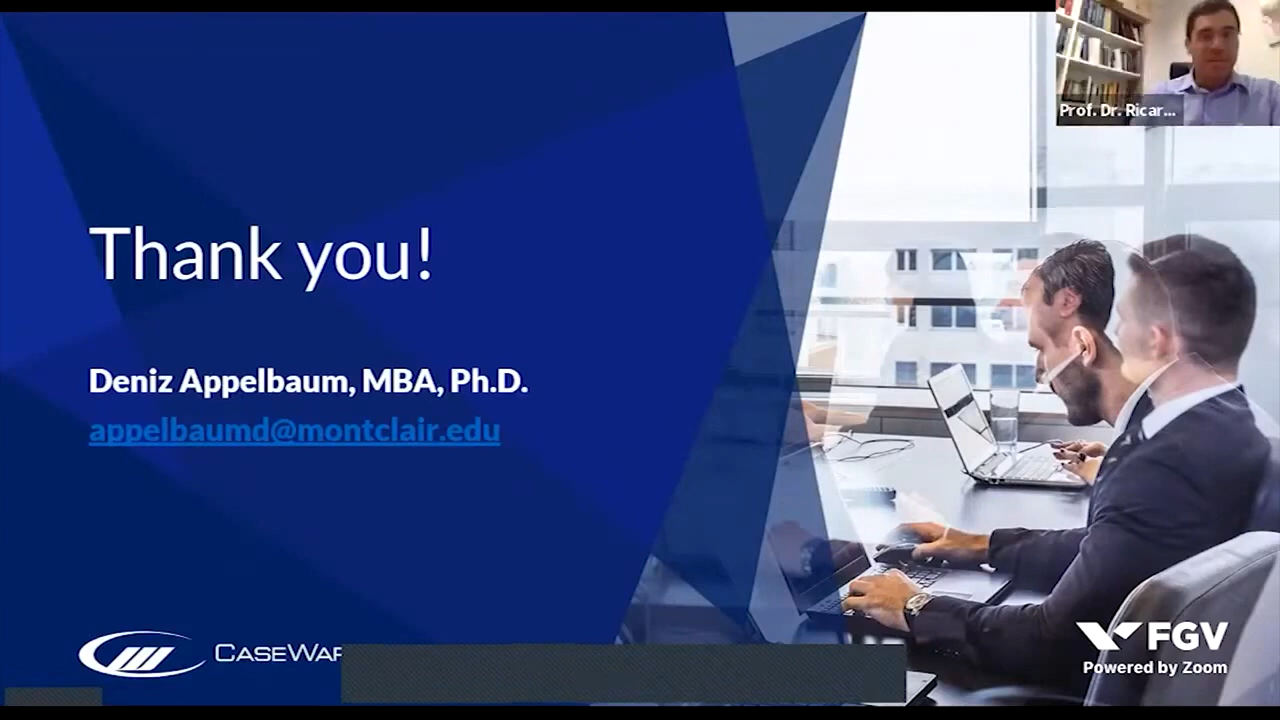 Prof. Dr. Ricar...
Thank you!
Deniz Appelbaum, MBA, Ph.D.
appelbaumd@montclair.edu
CASEWAR
FGV
Powered by Zoom